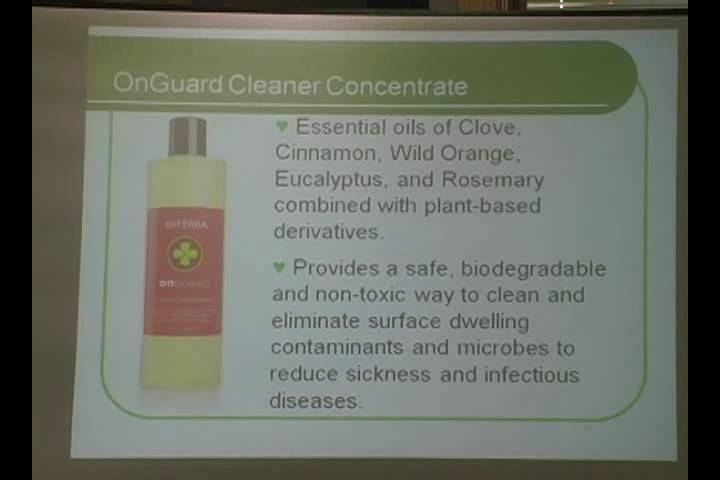 OnGuard Cleaner Concentrate
♥ Essential oils of Clove,
Cinnamon, Wild Orange,
Eucalyptus, and Rosemary
combined with plant-based
derivatives.
♥ Provides a safe, biodegradable
and non-toxic way to clean and
eliminate surface dwelling
contaminants and microbes to
reduce sickness and infectious
diseases.
dōTERRA
onGUARD